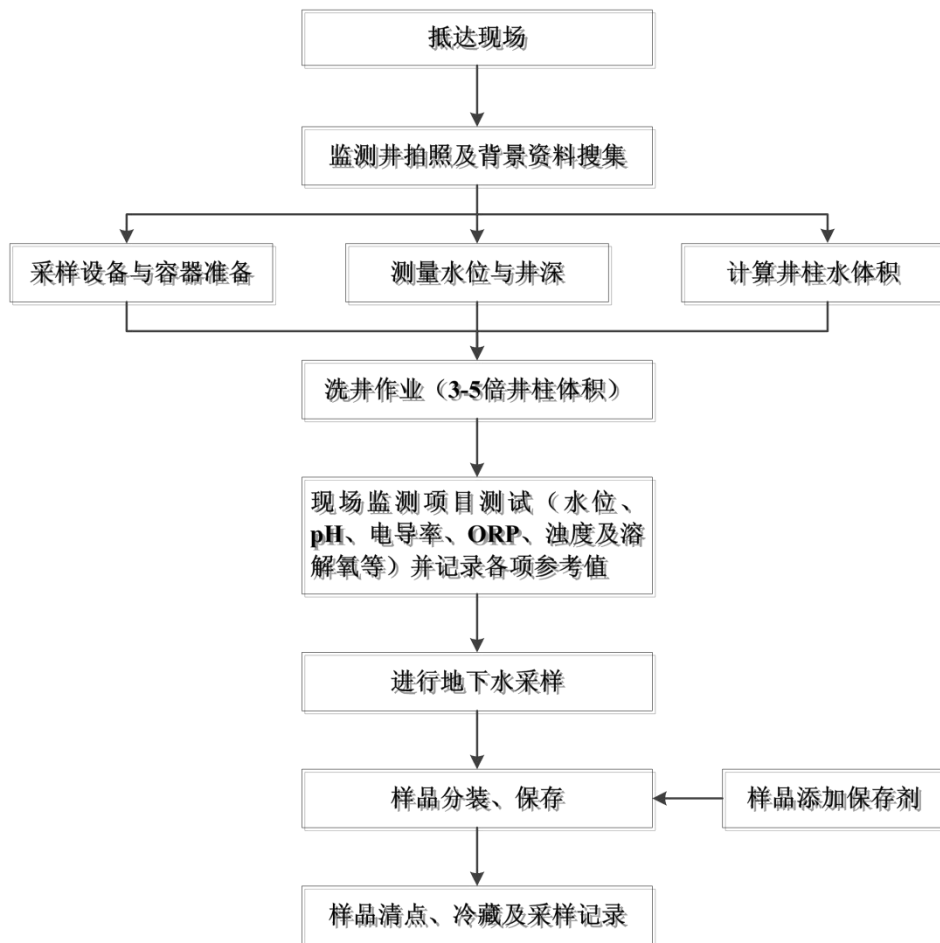 抵达现场
监测井拍照及背景资料搜集
采样设备与容器准备
测量水位与井深
计算井柱水体积
洗井作业（3-5倍井柱体积）
现场监测项目测试（水位、
pH、电导率、ORP、浊度及溶
解氧等）并记录各项参考值
进行地下水采样
样品分装、保存
样品添加保存剂
样品清点、冷藏及采样记录